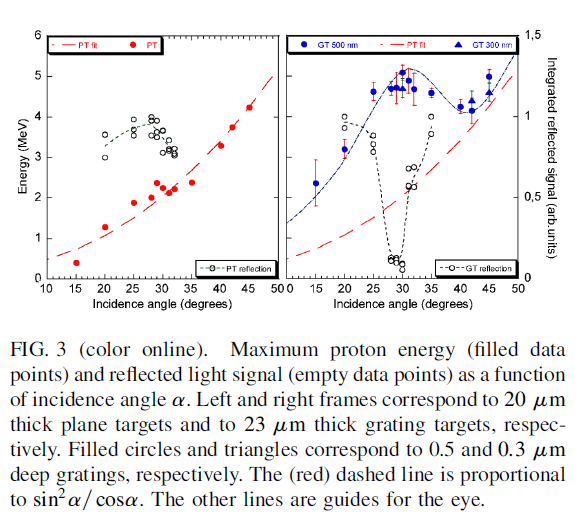 PT fit PT
GT 500 nm PT fit GT 300 nm
Energy (MeV)
6
5
4
3
2
1
0
1,5
1
0,5
0
Integrated reflected signal (arb.units)
PT reflection
GT reflection
10 15 20 25 30 35 40 45 50
10 15 20 25 30 35 40 45 50
Incidence angle (degrees)
Incidence angle (degrees)
FIG. 3 (color online). Maximum proton energy (filled data
points) and reflected light signal (empty data points) as a function
of incidence angle α. Left and right frames correspond to 20 μm
thick plane targets and to 23 μm thick grating targets, respec-
tively. Filled circles and triangles correspond to 0.5 and 0.3 μm
deep gratings, respectively. The (red) dashed line is proportional
to sin²α/cosα. The other lines are guides for the eye.